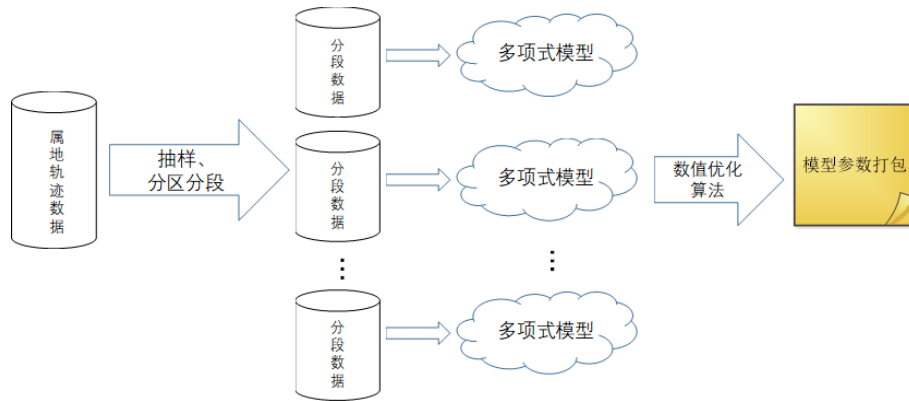 属地轨迹数据
抽样、
分区分段
分段数据
多项式模型
分段数据
多项式模型
分段数据
多项式模型
数值优化
算法
模型参数打包